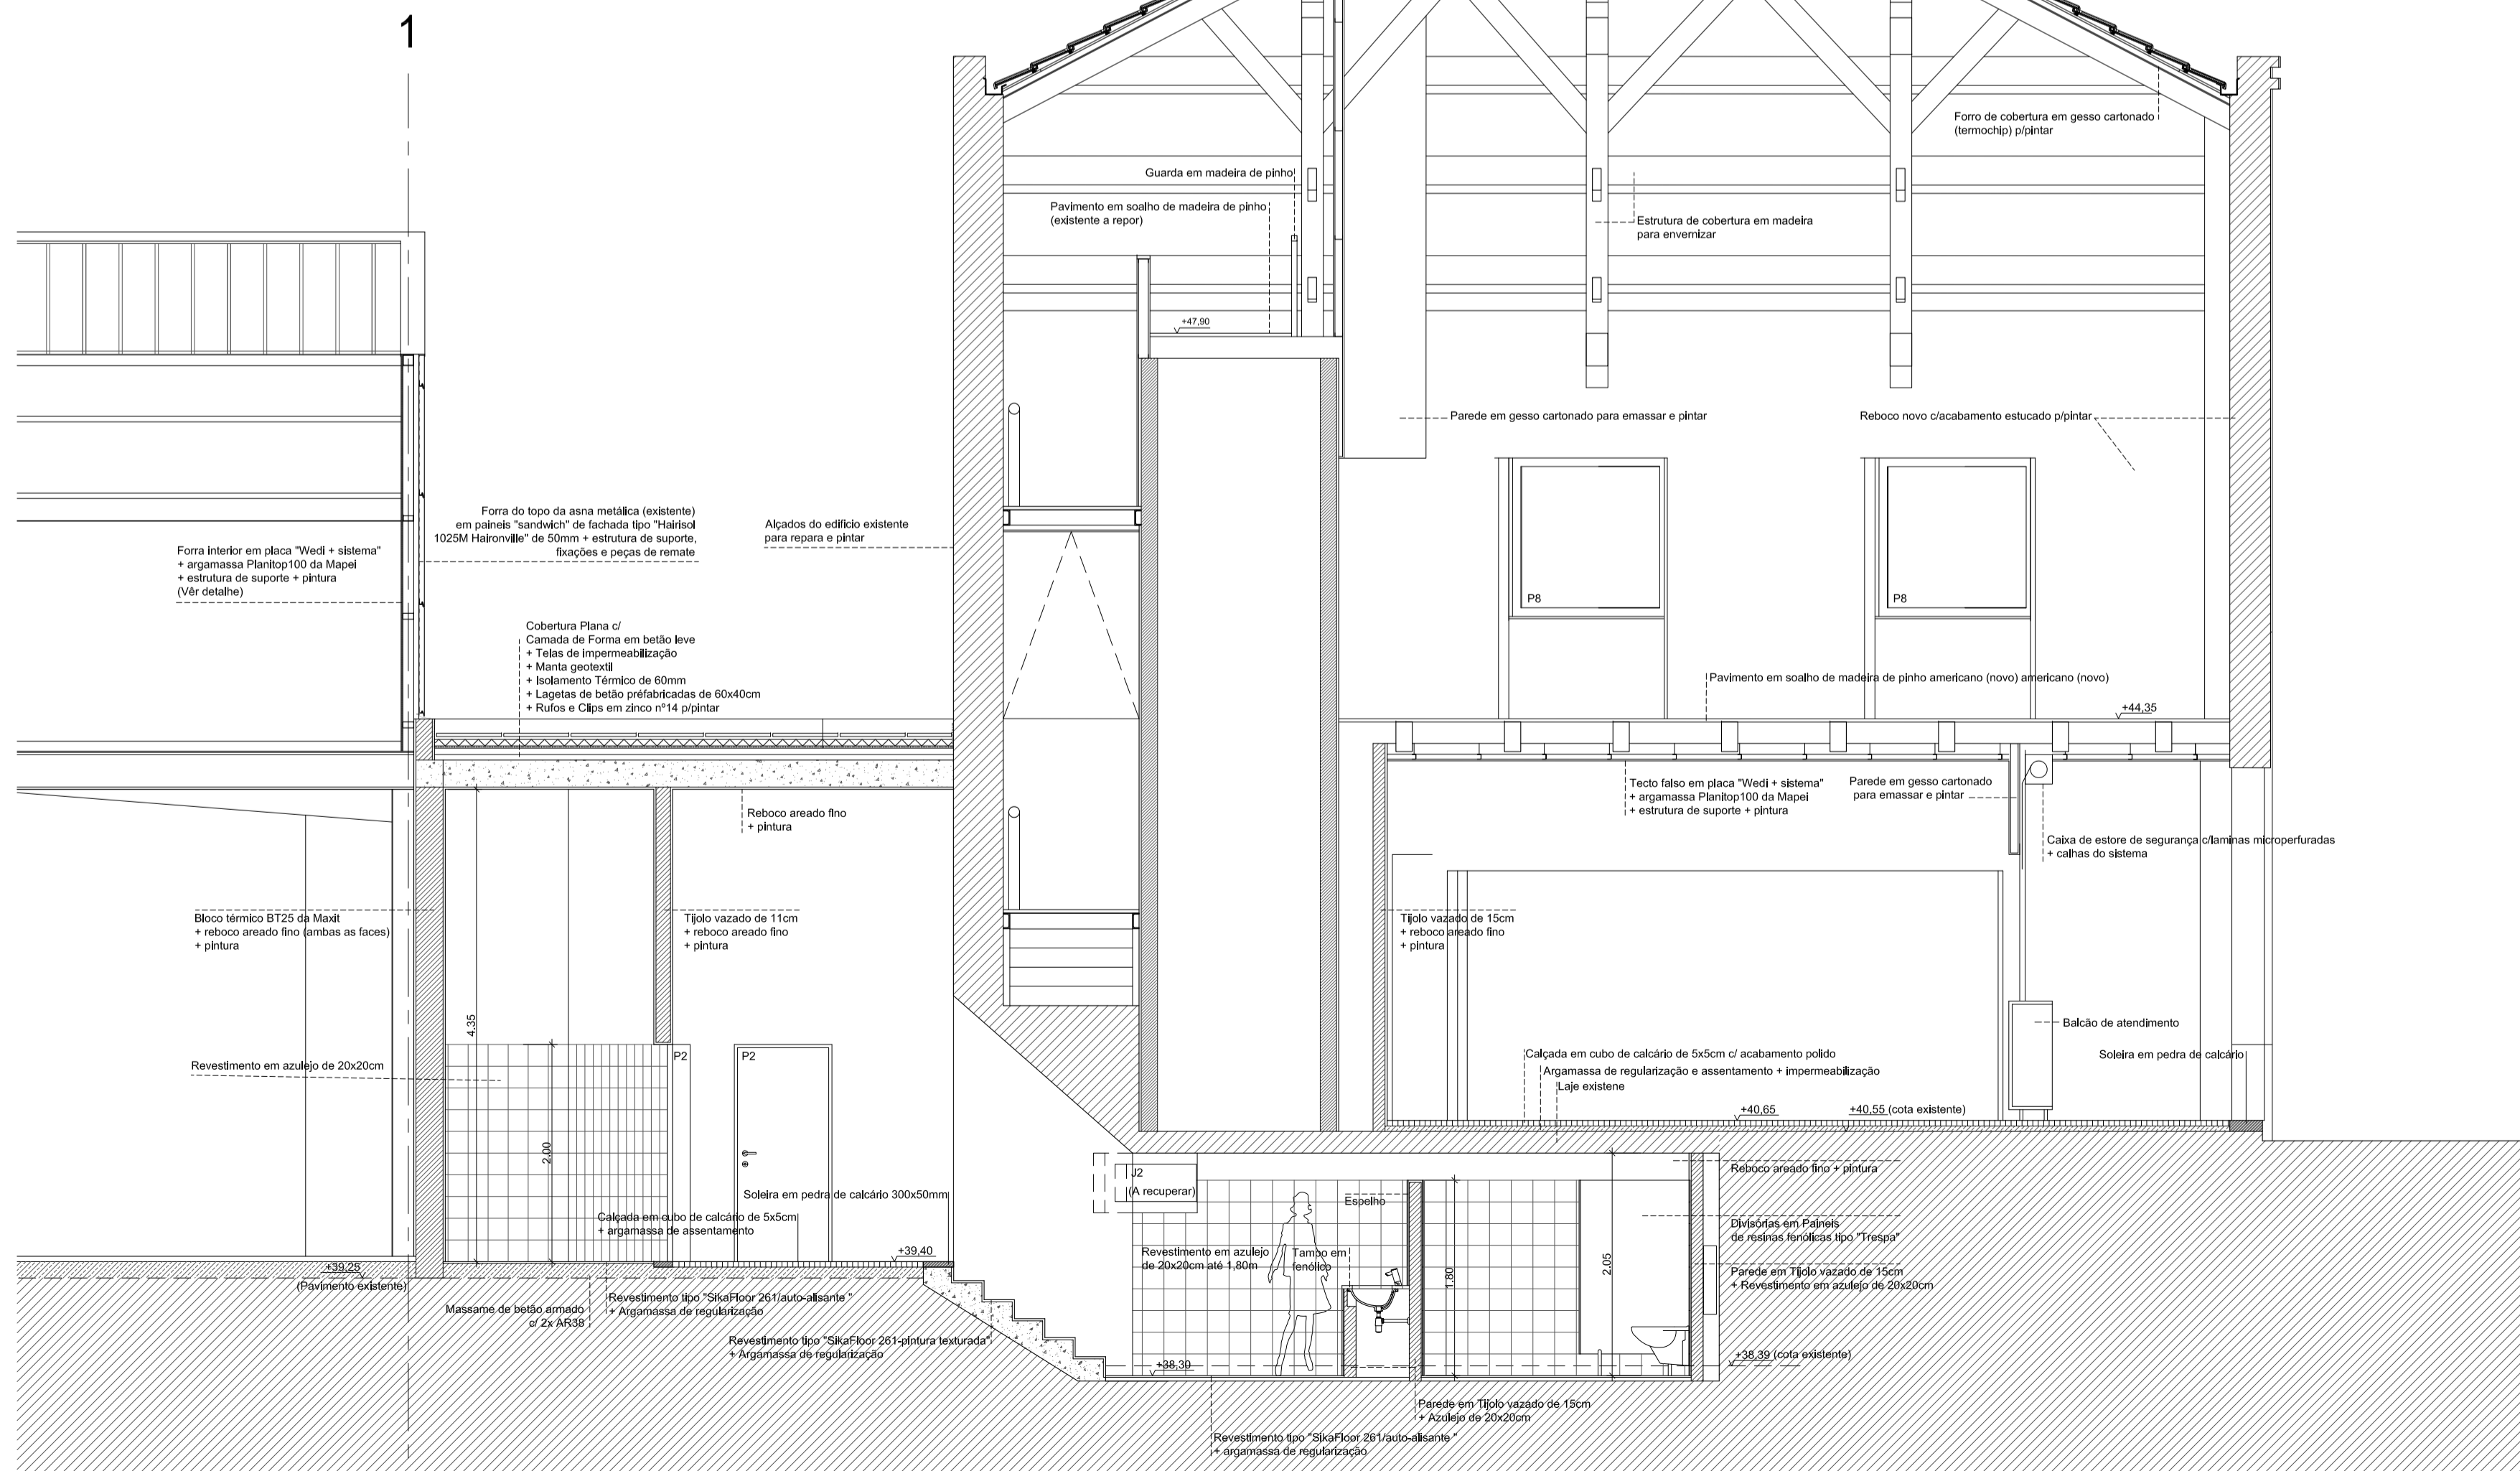 1
Forro de cobertura em gesso cartonado
(termochip) p/pintar
Guarda em madeira de pinho
Pavimento em soalho de madeira de pinho
(existente a repor)
Estrutura de cobertura em madeira
para envernizar
+47,90
Parede em gesso cartonado para emassar e pintar
Reboco novo c/acabamento estucado p/pintar
Forra do topo da asna metálica (existente)
em paineis "sandwich" de fachada tipo "Hairisol
1025M Haironville" de 50mm + estrutura de suporte,
fixações e peças de remate
Alçados do edificio existente
para repara e pintar
Forra interior em placa "Wedi + sistema"
+ argamassa Planitop100 da Mapei
+ estrutura de suporte + pintura
(Vêr detalhe)
P8
P8
Cobertura Plana c/
Camada de Forma em betão leve
+ Telas de impermeabilização
+ Manta geotextil
+ Isolamento Térmico de 60mm
+ Lagetas de betão préfabricadas de 60x40cm
+ Rufos e Clips em zinco nº14 p/pintar
Pavimento em soalho de madeira de pinho americano (novo) americano (novo)
+44,35
Tecto falso em placa "Wedi + sistema"
+ argamassa Planitop100 da Mapei
+ estrutura de suporte + pintura
Parede em gesso cartonado
para emassar e pintar
Reboco areado fino
+ pintura
Caixa de estore de segurança c/laminas microperfuradas
+ calhas do sistema
Bloco térmico BT25 da Maxit
+ reboco areado fino (ambas as faces)
+ pintura
Tijolo vazado de 11cm
+ reboco areado fino
+ pintura
Tijolo vazado de 15cm
+ reboco areado fino
+ pintura
4.35
Balcão de atendimento
Revestimento em azulejo de 20x20cm
P2
P2
Calçada em cubo de calcário de 5x5cm c/ acabamento polido
Argamassa de regularização e assentamento + impermeabilização
Laje existene
Soleira em pedra de calcário
+40,65
+40,55 (cota existente)
2.00
J2
(A recuperar)
Espelho
Reboco areado fino + pintura
Soleira em pedra de calcário 300x50mm
Calçada em cubo de calcário de 5x5cm
+ argamassa de assentamento
Divisórias em Paineis
de resinas fenólicas tipo "Trespa"
+39,40
Revestimento em azulejo
de 20x20cm até 1,80m
Tampo em
fenólico
1.80
2.05
+39,25
(Pavimento existente)
Parede em Tijolo vazado de 15cm
+ Revestimento em azulejo de 20x20cm
Massame de betão armado
c/ 2x AR38
Revestimento tipo "SikaFloor 261/auto-alisante "
+ Argamassa de regularização
Revestimento tipo "SikaFloor 261-pintura texturada"
+ Argamassa de regularização
+38,30
+38,39 (cota existente)
Parede em Tijolo vazado de 15cm
+ Azulejo de 20x20cm
Revestimento tipo "SikaFloor 261/auto-alisante "
+ argamassa de regularização